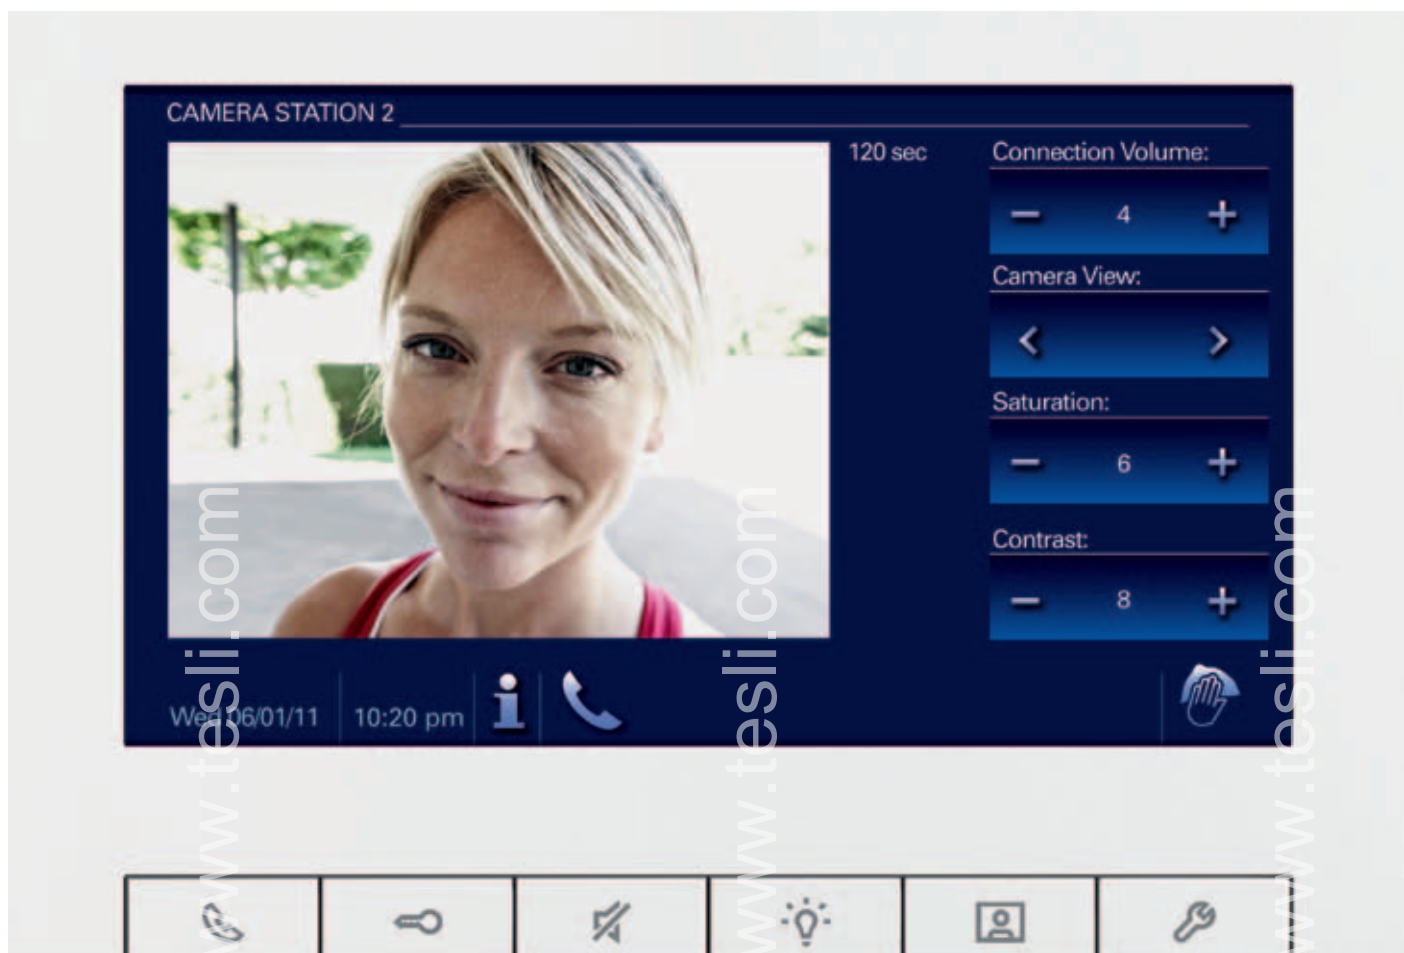 CAMERA STATION 2
120 sec
Connection Volume:
− 4 +
Camera View:
< >
Saturation:
− 6 +
Contrast:
− 8 +
Wed 06/01/11
10:20 pm
i
www.tesli.com
www.tesli.com
www.tesli.com